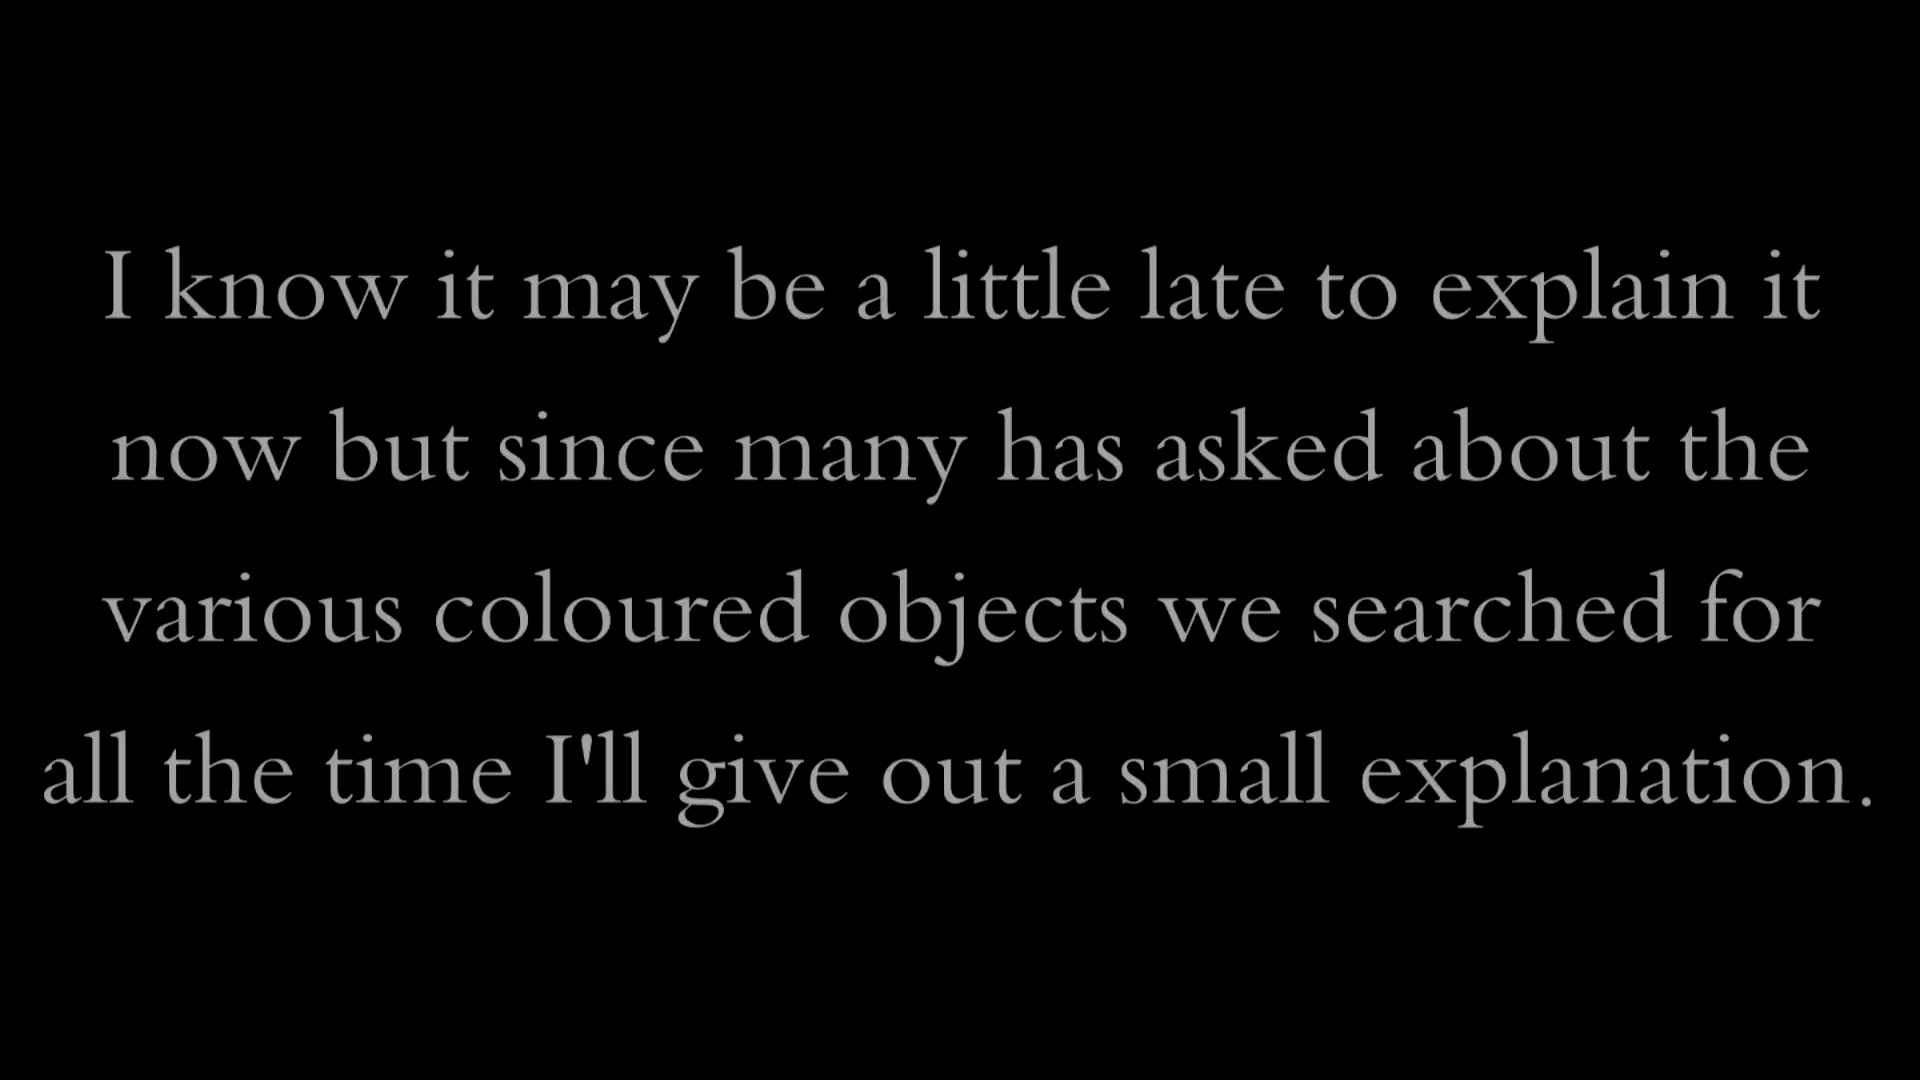 I know it may be a little late to explain it
now but since many has asked about the
various coloured objects we searched for
all the time I'll give out a small explanation.